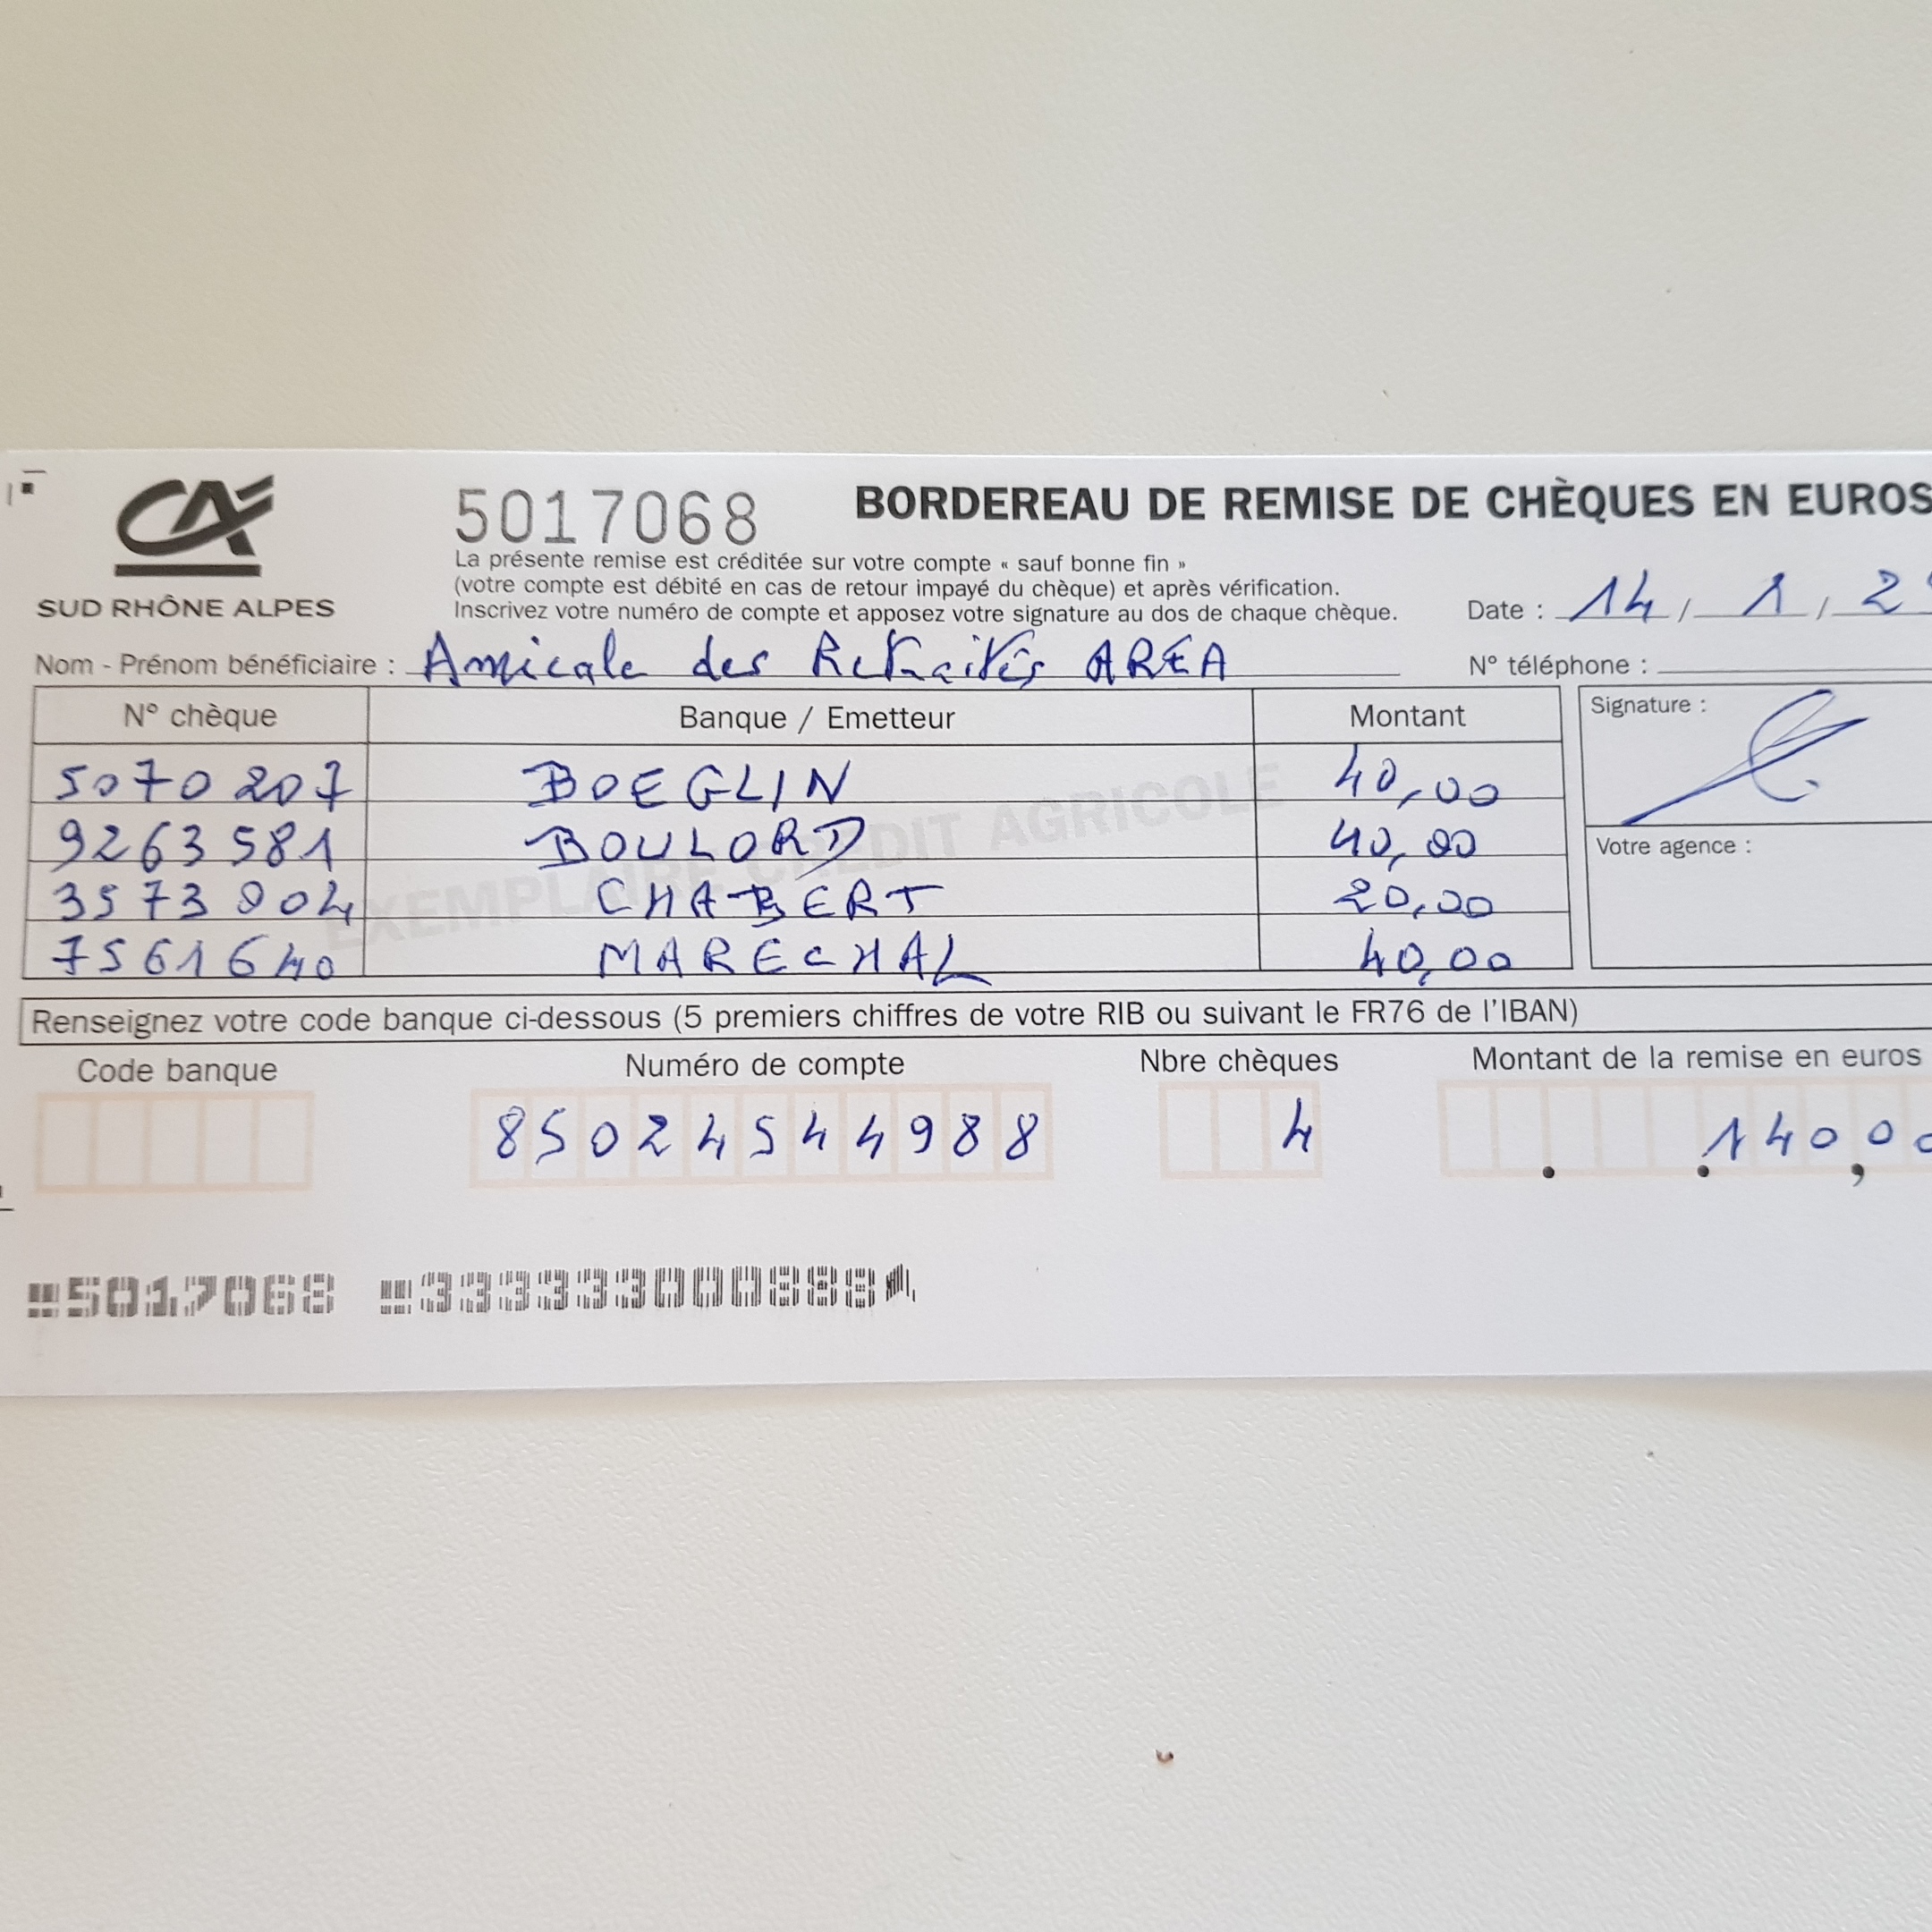 CA
5017068 BORDEREAU DE REMISE DE CHÈQUES EN EUROS
La présente remise est créditée sur votre compte « sauf bonne fin »
(votre compte est débité en cas de retour impayé du chèque) et après vérification.
Inscrivez votre numéro de compte et apposez votre signature au dos de chaque chèque.
SUD RHÔNE ALPES
Date : 14 / 1 / 2
Nom - Prénom bénéficiaire : Amicale des Retraités AREA
N° téléphone :
N° chèque Banque / Emetteur Montant
Signature :
5070207 BOEGLIN 40,00
9263581 BOULORD 40,00
3573904 CHABERT 20,00
7561640 MARECHAL 40,00
Votre agence :
EXEMPLAIRE CREDIT AGRICOLE
Renseignez votre code banque ci-dessous (5 premiers chiffres de votre RIB ou suivant le FR76 de l'IBAN)
Code banque Numéro de compte Nbre chèques Montant de la remise en euros
85024544988 4 140,00
5017068 333333000888